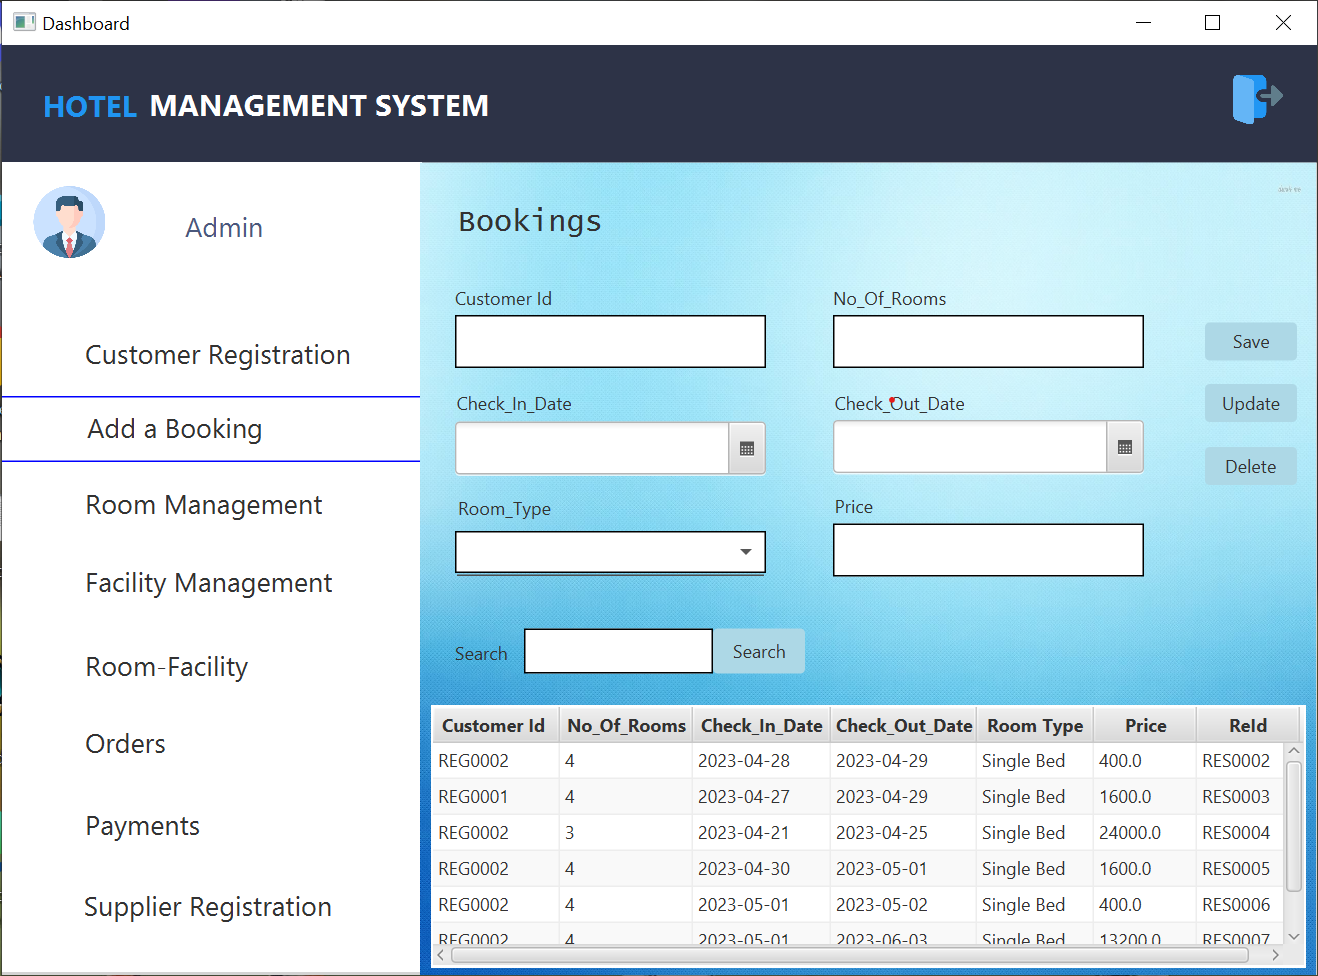 Dashboard
HOTEL MANAGEMENT SYSTEM
Admin
Customer Registration
Add a Booking
Room Management
Facility Management
Room-Facility
Orders
Payments
Supplier Registration
Bookings
Customer Id
No_Of_Rooms
Save
Check_In_Date
Check_Out_Date
Update
Delete
Room_Type
Price
Search
Search
Customer Id No_Of_Rooms Check_In_Date Check_Out_Date Room Type Price ReId
REG0002 4 2023-04-28 2023-04-29 Single Bed 400.0 RES0002
REG0001 4 2023-04-27 2023-04-29 Single Bed 1600.0 RES0003
REG0002 3 2023-04-21 2023-04-25 Single Bed 24000.0 RES0004
REG0002 4 2023-04-30 2023-05-01 Single Bed 1600.0 RES0005
REG0002 4 2023-05-01 2023-05-02 Single Bed 400.0 RES0006
REG0002 4 2023-05-01 2023-06-03 Single Bed 13200.0 RES0007